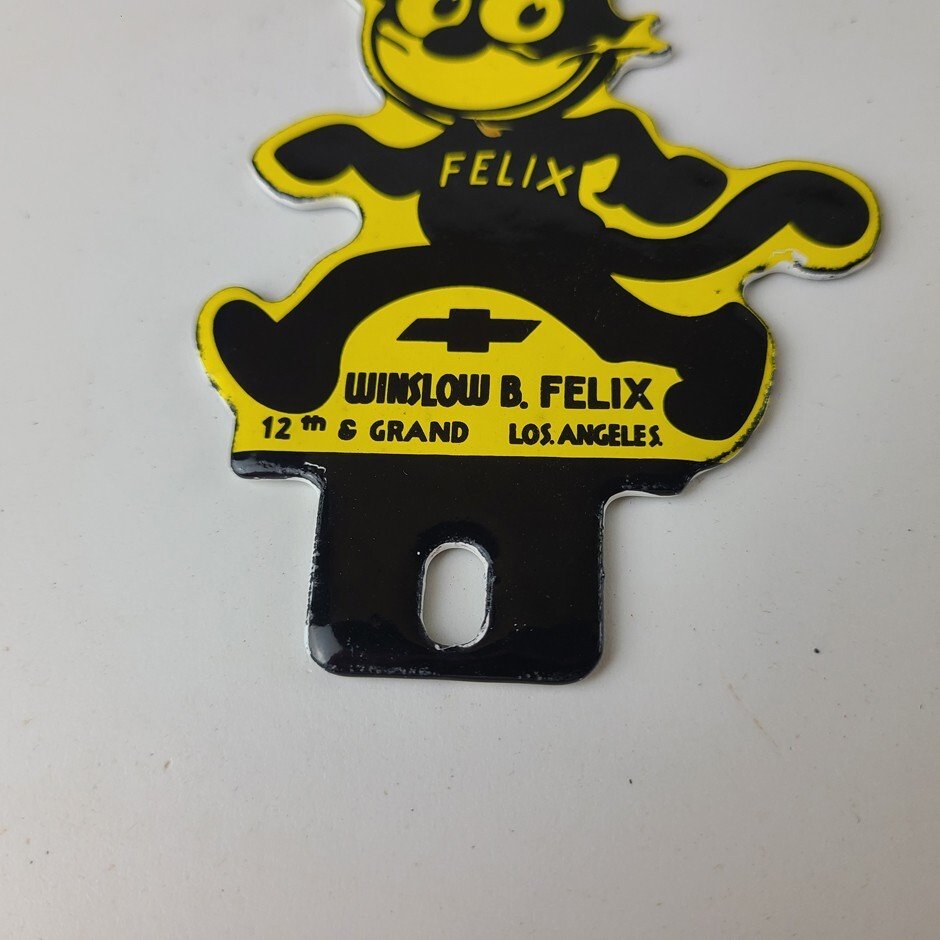 FELIX
WINSLOW B. FELIX
12th & GRAND LOS. ANGELES.